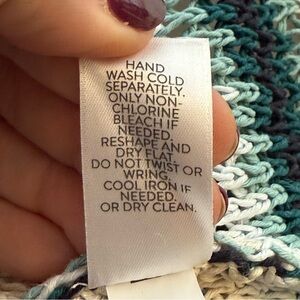 HAND
WASH COLD
SEPARATELY.
ONLY NON-
CHLORINE
BLEACH IF
NEEDED.
RESHAPE AND
DRY FLAT.
DO NOT TWIST OR
WRING.
COOL IRON IF
NEEDED.
OR DRY CLEAN.